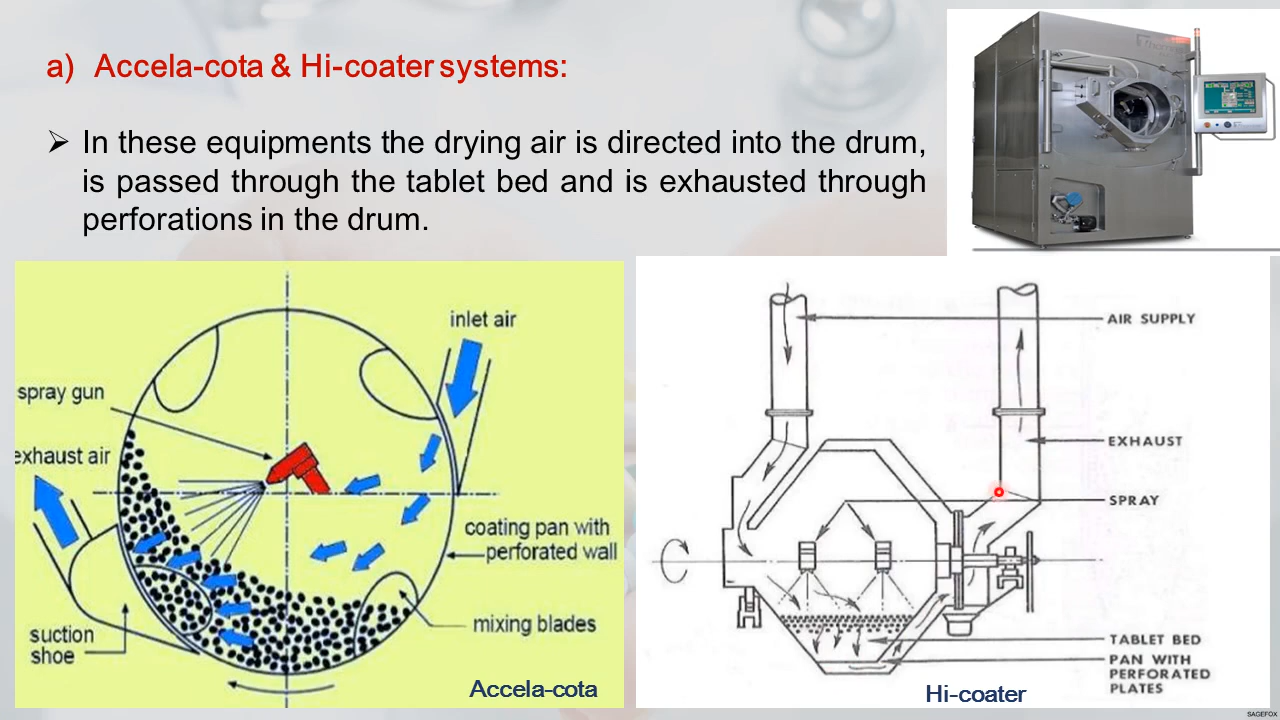 a) Accela-cota & Hi-coater systems:
In these equipments the drying air is directed into the drum,
is passed through the tablet bed and is exhausted through
perforations in the drum.
inlet air
spray gun
exhaust air
coating pan with
perforated wall
mixing blades
suction
shoe
Accela-cota
AIR SUPPLY
EXHAUST
SPRAY
TABLET BED
PAN WITH
PERFORATED
PLATES
Hi-coater
SAGEFOX